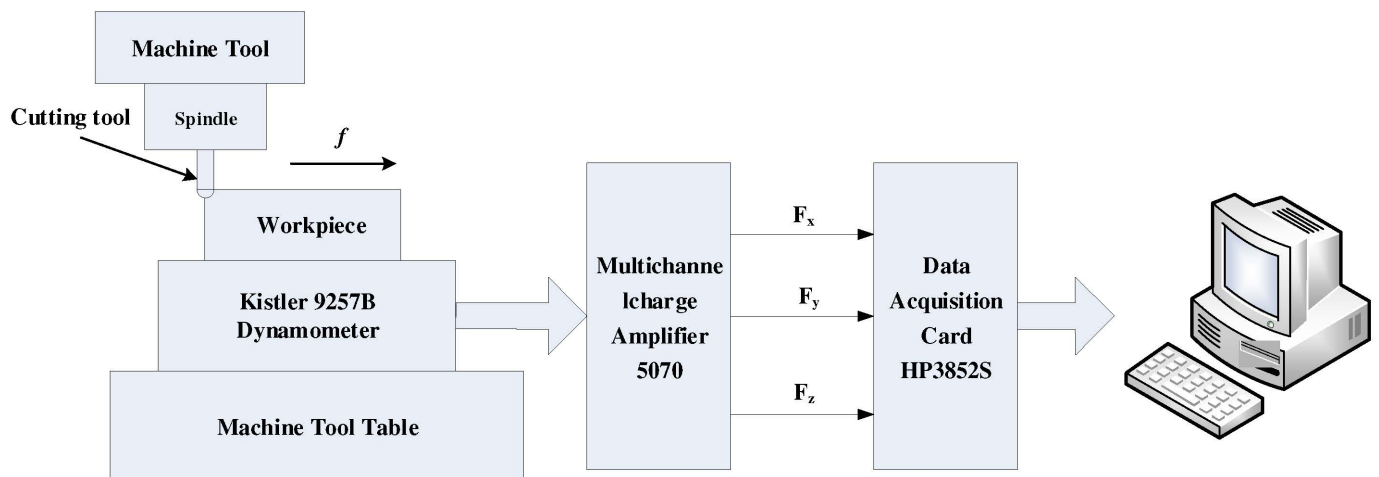 Machine Tool
Spindle
Cutting tool
f
Workpiece
Kistler 9257B
Dynamometer
Machine Tool Table
Multichanne
lcharge
Amplifier
5070
Fx
Fy
Fz
Data
Acquisition
Card
HP3852S